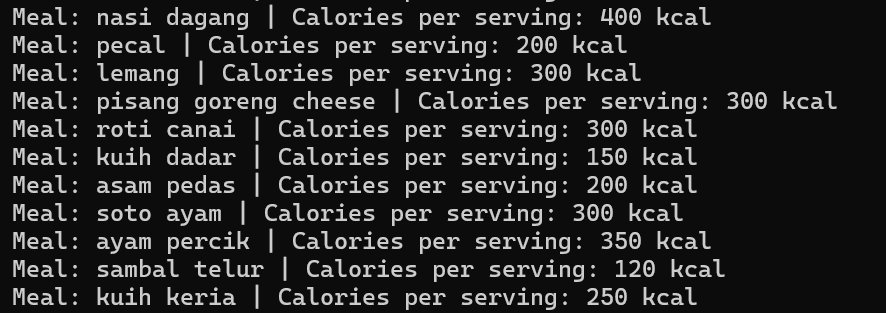 Meal: nasi dagang | Calories per serving: 400 kcal
Meal: pecal | Calories per serving: 200 kcal
Meal: lemang | Calories per serving: 300 kcal
Meal: pisang goreng cheese | Calories per serving: 300 kcal
Meal: roti canai | Calories per serving: 300 kcal
Meal: kuih dadar | Calories per serving: 150 kcal
Meal: asam pedas | Calories per serving: 200 kcal
Meal: soto ayam | Calories per serving: 300 kcal
Meal: ayam percik | Calories per serving: 350 kcal
Meal: sambal telur | Calories per serving: 120 kcal
Meal: kuih keria | Calories per serving: 250 kcal